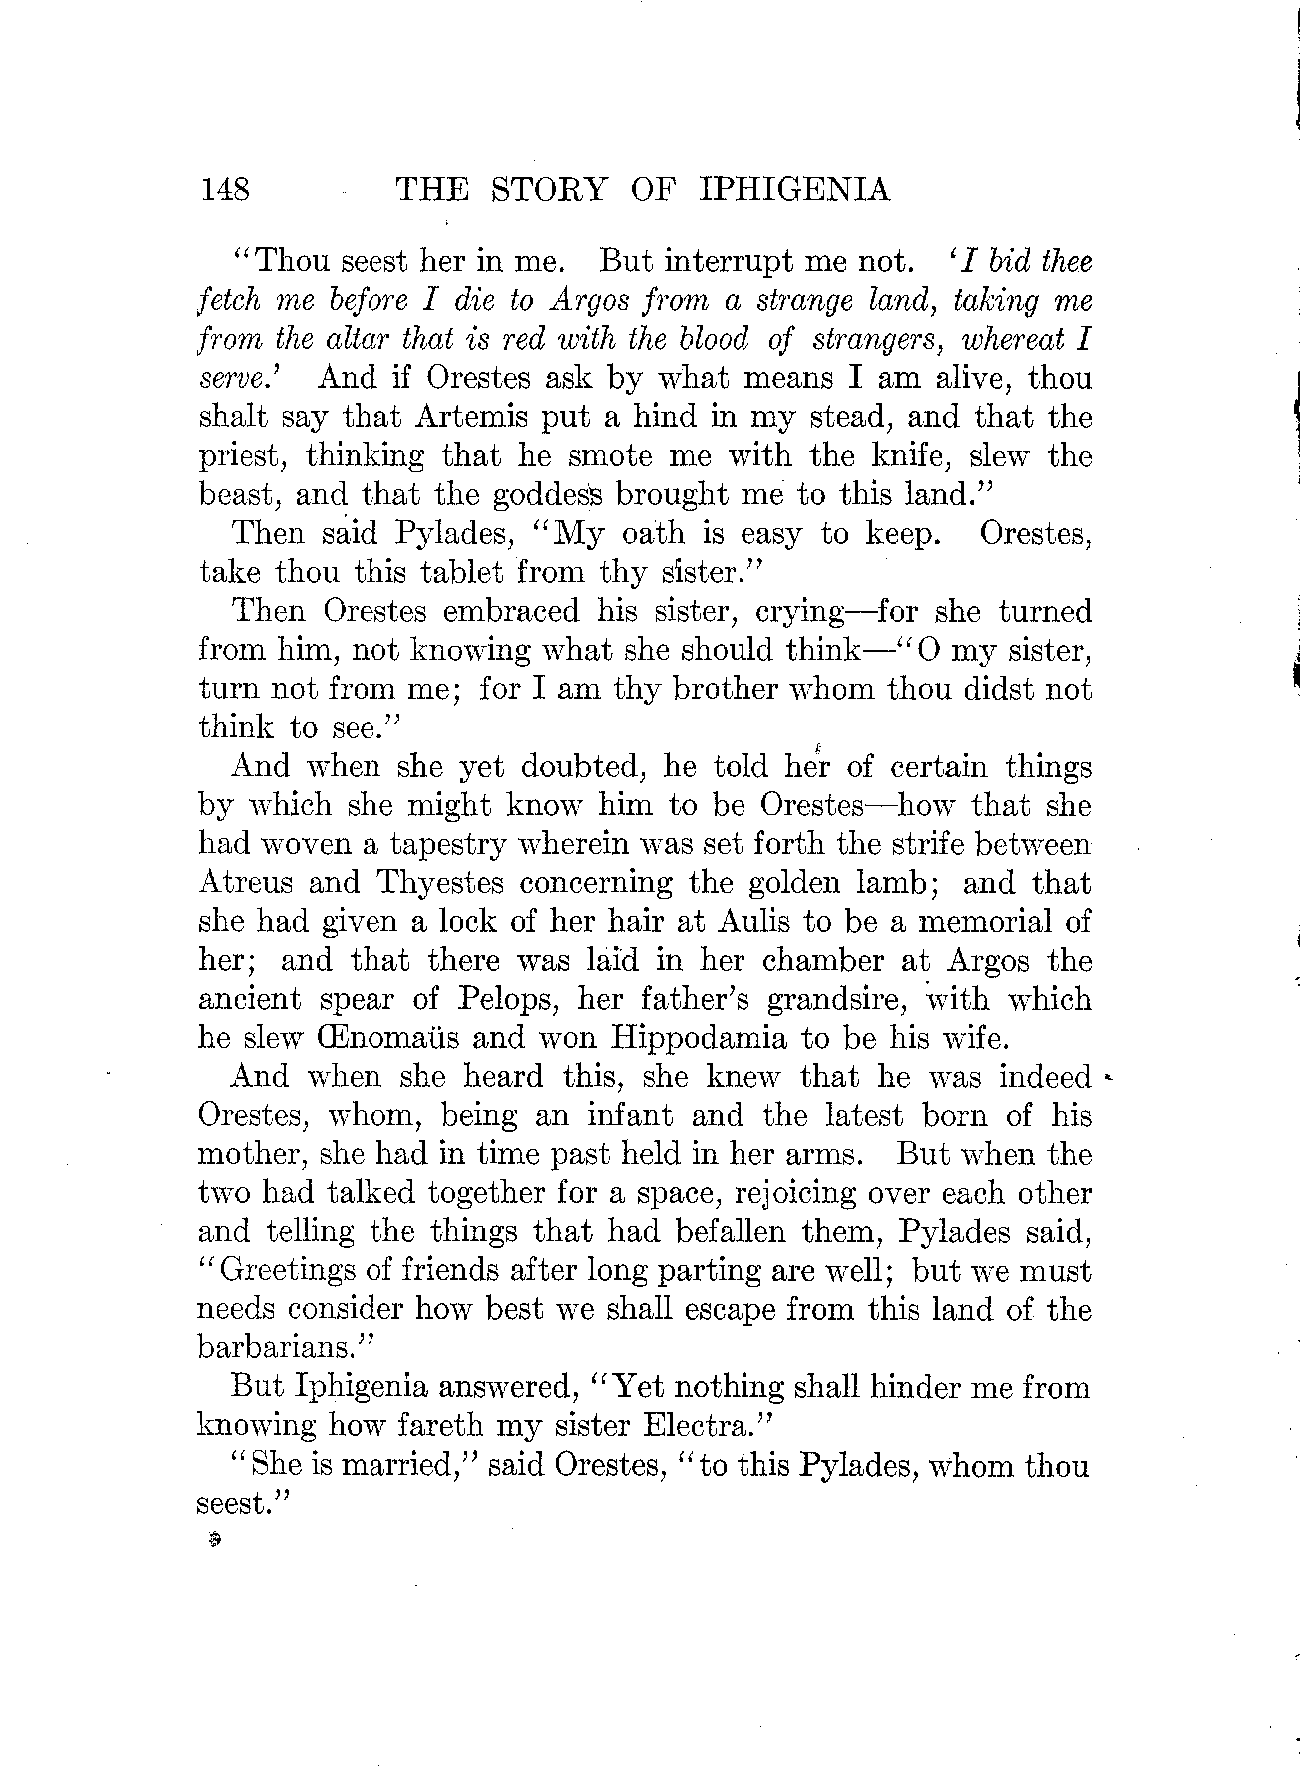 148 THE STORY OF IPHIGENIA
"Thou seest her in me. But interrupt me not. 'I bid thee
fetch me before I die to Argos from a strange land, taking me
from the altar that is red with the blood of strangers, whereat I
serve.' And if Orestes ask by what means I am alive, thou
shalt say that Artemis put a hind in my stead, and that the
priest, thinking that he smote me with the knife, slew the
beast, and that the goddess brought me to this land."
Then said Pylades, "My oath is easy to keep. Orestes,
take thou this tablet from thy sister."
Then Orestes embraced his sister, crying—for she turned
from him, not knowing what she should think—"O my sister,
turn not from me; for I am thy brother whom thou didst not
think to see."
And when she yet doubted, he told her of certain things
by which she might know him to be Orestes—how that she
had woven a tapestry wherein was set forth the strife between
Atreus and Thyestes concerning the golden lamb; and that
she had given a lock of her hair at Aulis to be a memorial of
her; and that there was laid in her chamber at Argos the
ancient spear of Pelops, her father's grandsire, with which
he slew Œnomaüs and won Hippodamia to be his wife.
And when she heard this, she knew that he was indeed
Orestes, whom, being an infant and the latest born of his
mother, she had in time past held in her arms. But when the
two had talked together for a space, rejoicing over each other
and telling the things that had befallen them, Pylades said,
"Greetings of friends after long parting are well; but we must
needs consider how best we shall escape from this land of the
barbarians."
But Iphigenia answered, "Yet nothing shall hinder me from
knowing how fareth my sister Electra."
"She is married," said Orestes, "to this Pylades, whom thou
seest."